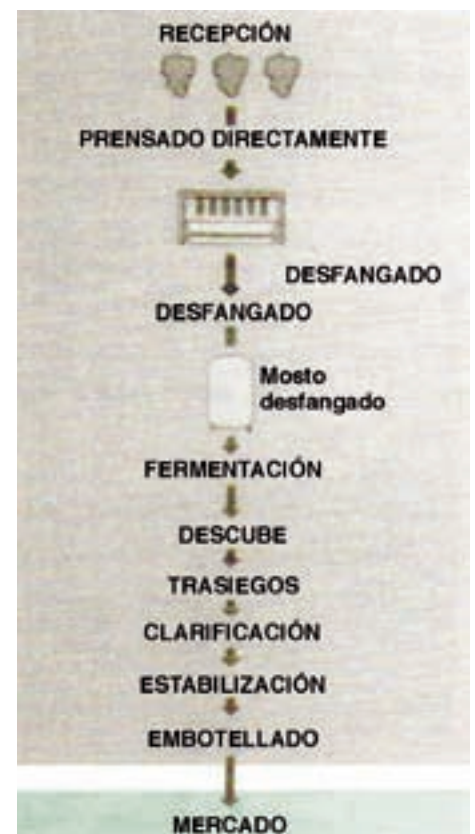 RECEPCIÓN
PRENSADO DIRECTAMENTE
DESFANGADO
DESFANGADO
Mosto
desfangado
FERMENTACIÓN
DESCUBE
TRASIEGOS
CLARIFICACIÓN
ESTABILIZACIÓN
EMBOTELLADO
MERCADO